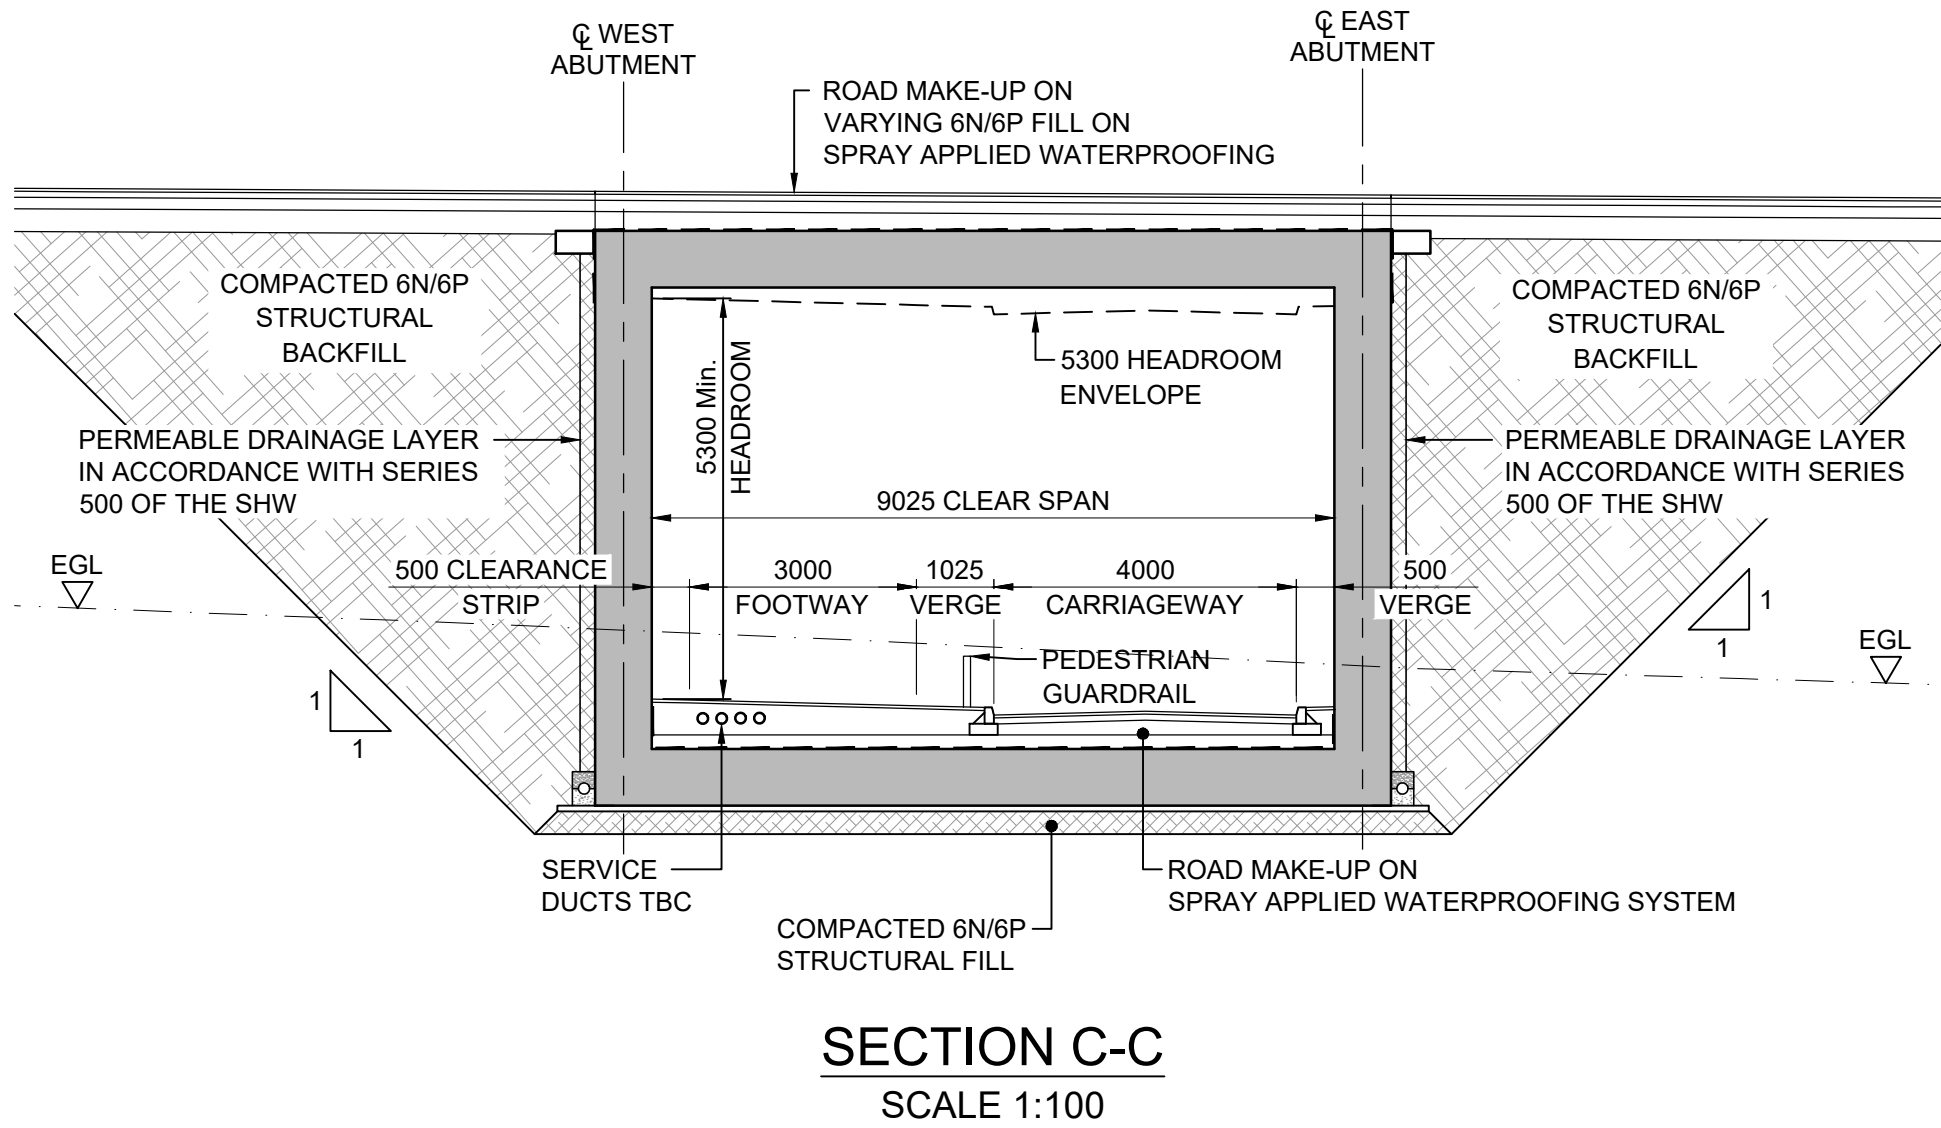 ℄ WEST
ABUTMENT
℄ EAST
ABUTMENT
ROAD MAKE-UP ON
VARYING 6N/6P FILL ON
SPRAY APPLIED WATERPROOFING
COMPACTED 6N/6P
STRUCTURAL
BACKFILL
COMPACTED 6N/6P
STRUCTURAL
BACKFILL
5300 Min.
HEADROOM
5300 HEADROOM
ENVELOPE
PERMEABLE DRAINAGE LAYER
IN ACCORDANCE WITH SERIES
500 OF THE SHW
PERMEABLE DRAINAGE LAYER
IN ACCORDANCE WITH SERIES
500 OF THE SHW
9025 CLEAR SPAN
EGL
500 CLEARANCE
STRIP
3000
FOOTWAY
1025
VERGE
4000
CARRIAGEWAY
500
VERGE
1
1
EGL
PEDESTRIAN
GUARDRAIL
1
1
SERVICE
DUCTS TBC
ROAD MAKE-UP ON
SPRAY APPLIED WATERPROOFING SYSTEM
COMPACTED 6N/6P
STRUCTURAL FILL
SECTION C-C
SCALE 1:100